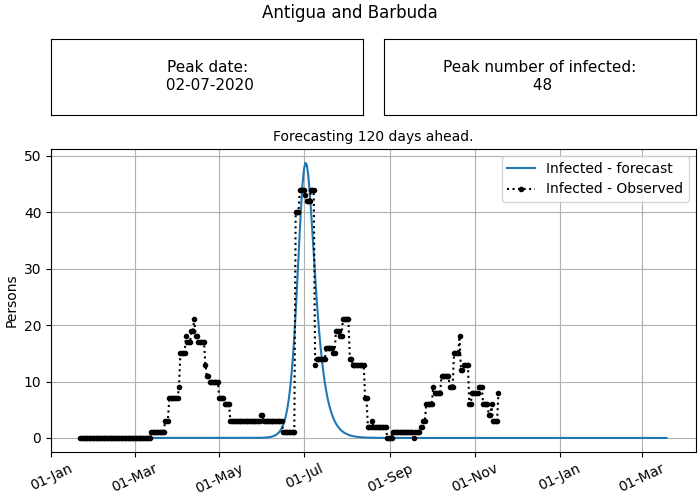 Antigua and Barbuda
Peak date:
02-07-2020
Peak number of infected:
48
Forecasting 120 days ahead.
Infected - forecast
Infected - Observed
50
40
30
20
10
0
Persons
01-Jan
01-Mar
01-May
01-Jul
01-Sep
01-Nov
01-Jan
01-Mar